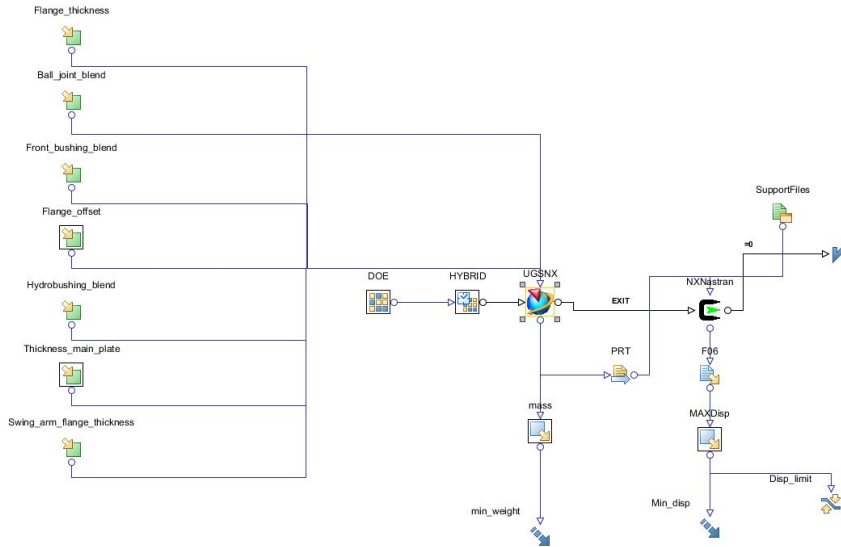 Flange_thickness
Ball_joint_blend
Front_bushing_blend
SupportFiles
Flange_offset
=0
DOE
HYBRID
UGSNX
NXNastran
Hydrobushing_blend
EXIT
Thickness_main_plate
PRT
F06
mass
MAXDisp
Swing_arm_flange_thickness
Disp_limit
min_weight
Min_disp